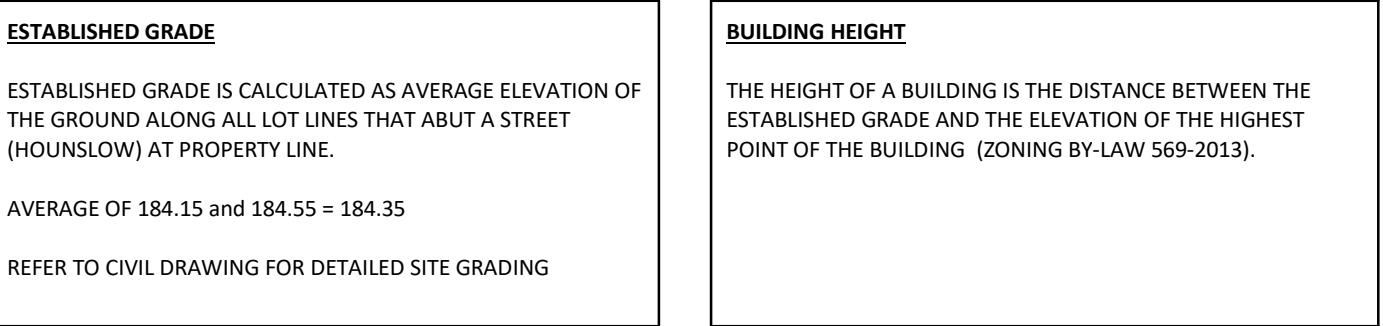 ESTABLISHED GRADE
ESTABLISHED GRADE IS CALCULATED AS AVERAGE ELEVATION OF
THE GROUND ALONG ALL LOT LINES THAT ABUT A STREET
(HOUNSLOW) AT PROPERTY LINE.
AVERAGE OF 184.15 and 184.55 = 184.35
REFER TO CIVIL DRAWING FOR DETAILED SITE GRADING
BUILDING HEIGHT
THE HEIGHT OF A BUILDING IS THE DISTANCE BETWEEN THE
ESTABLISHED GRADE AND THE ELEVATION OF THE HIGHEST
POINT OF THE BUILDING (ZONING BY-LAW 569-2013).